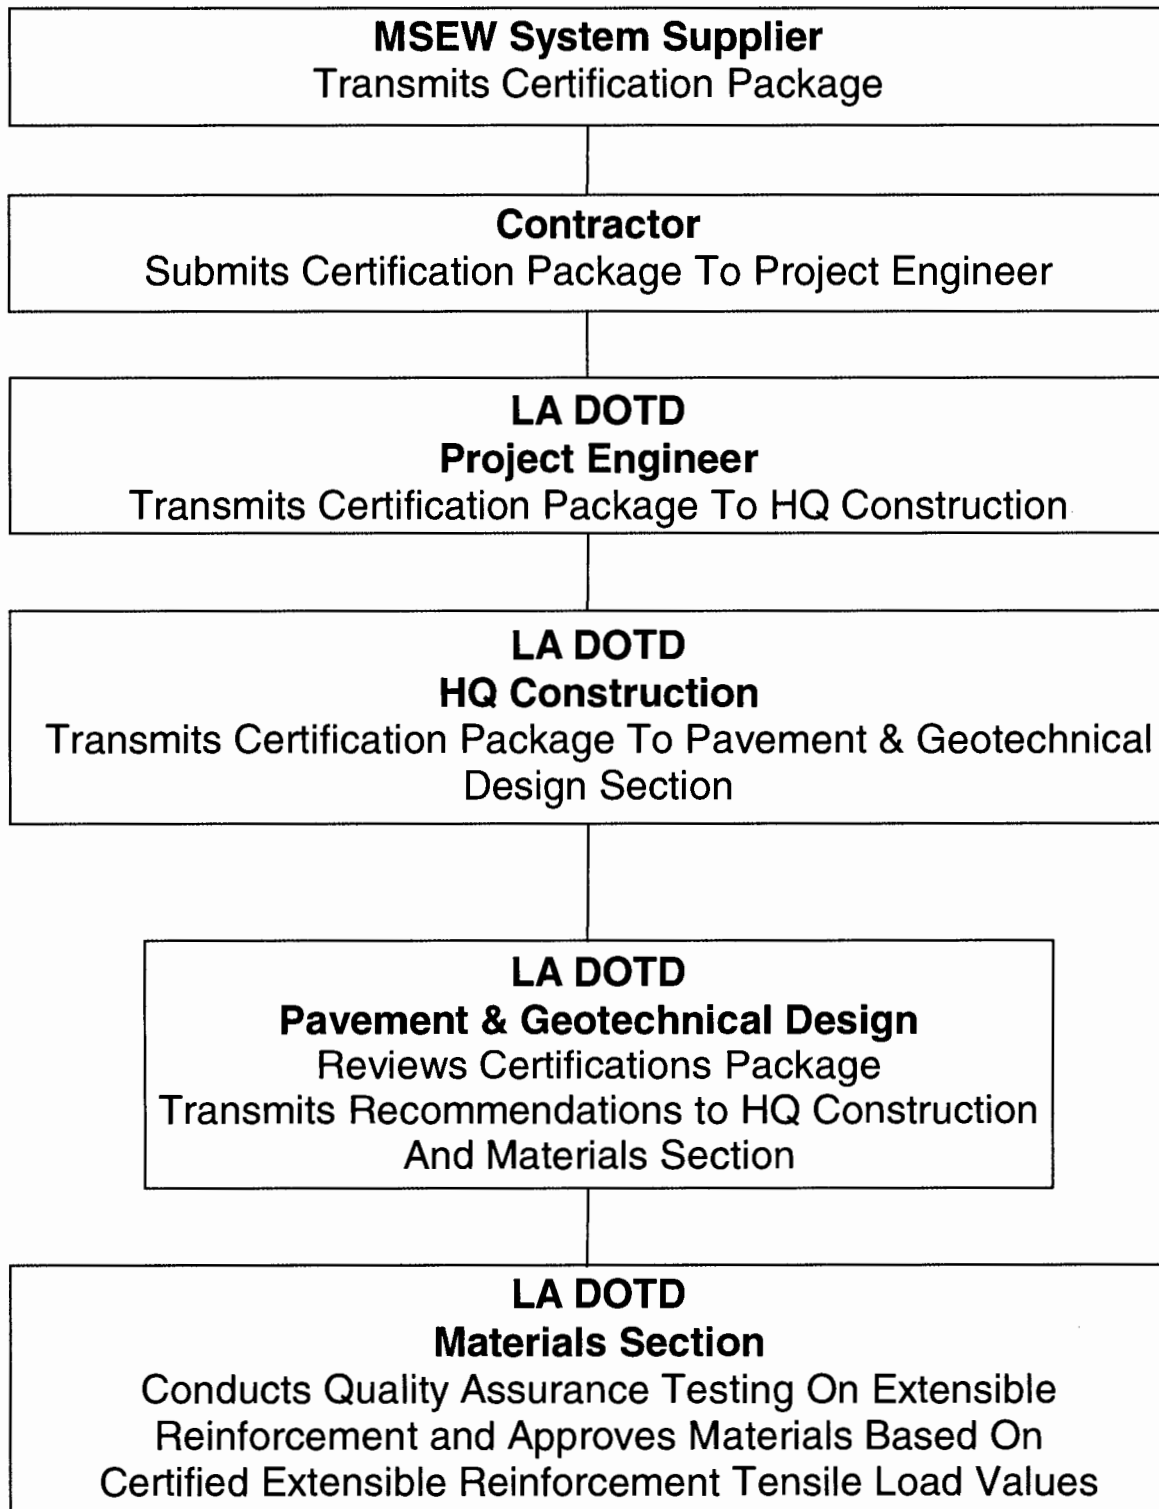 MSEW System Supplier
Transmits Certification Package
Contractor
Submits Certification Package To Project Engineer
LA DOTD
Project Engineer
Transmits Certification Package To HQ Construction
LA DOTD
HQ Construction
Transmits Certification Package To Pavement & Geotechnical
Design Section
LA DOTD
Pavement & Geotechnical Design
Reviews Certifications Package
Transmits Recommendations to HQ Construction
And Materials Section
LA DOTD
Materials Section
Conducts Quality Assurance Testing On Extensible
Reinforcement and Approves Materials Based On
Certified Extensible Reinforcement Tensile Load Values